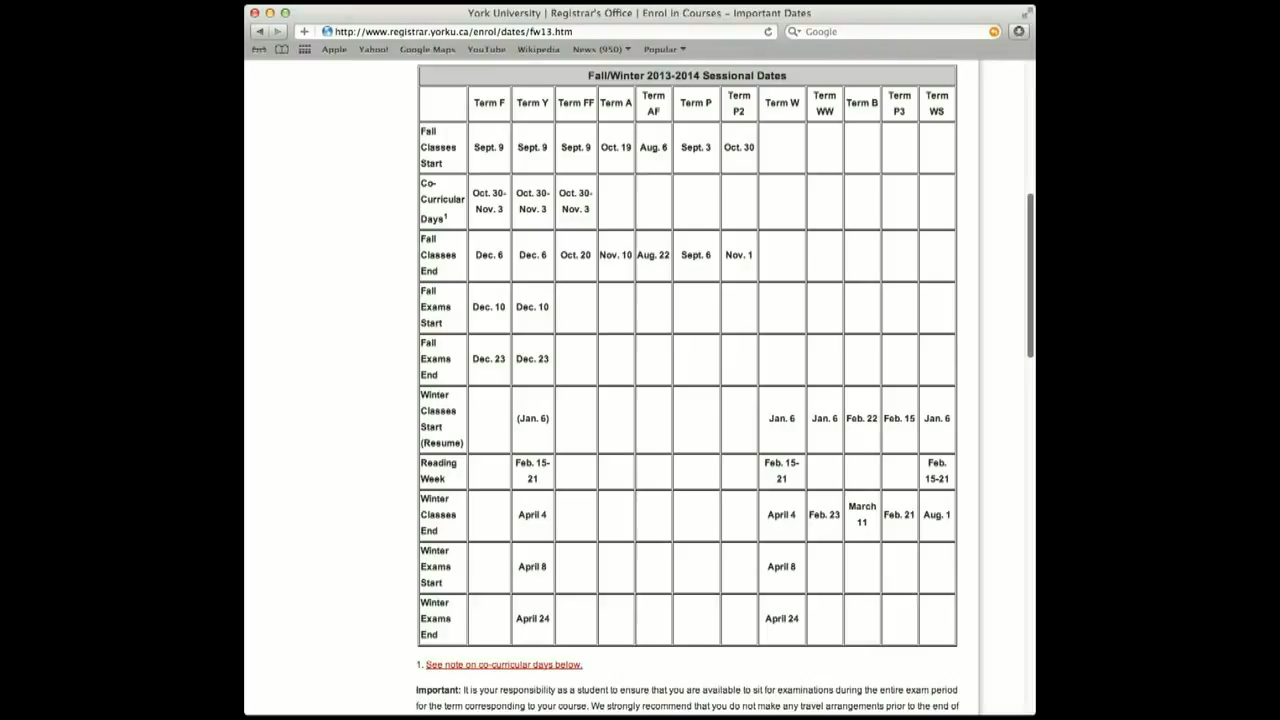 York University | Registrar's Office | Enrol in Courses – Important Dates
http://www.registrar.yorku.ca/enrol/dates/fw13.htm
Google
Apple Yahoo! Google Maps YouTube Wikipedia News (950) Popular
Fall/Winter 2013-2014 Sessional Dates
Term F Term Y Term FF Term A Term AF Term P Term P2 Term W Term WW Term B Term P3 Term WS
Fall Classes Start Sept. 9 Sept. 9 Sept. 9 Oct. 19 Aug. 6 Sept. 3 Oct. 30
Co-Curricular Days1 Oct. 30-Nov. 3 Oct. 30-Nov. 3 Oct. 30-Nov. 3
Fall Classes End Dec. 6 Dec. 6 Oct. 20 Nov. 10 Aug. 22 Sept. 6 Nov. 1
Fall Exams Start Dec. 10 Dec. 10
Fall Exams End Dec. 23 Dec. 23
Winter Classes Start (Resume) (Jan. 6) Jan. 6 Jan. 6 Feb. 22 Feb. 15 Jan. 6
Reading Week Feb. 15-21 Feb. 15-21 Feb. 15-21
Winter Classes End April 4 April 4 Feb. 23 March 11 Feb. 21 Aug. 1
Winter Exams Start April 8 April 8
Winter Exams End April 24 April 24
1. See note on co-curricular days below.
Important: It is your responsibility as a student to ensure that you are available to sit for examinations during the entire exam period
for the term corresponding to your course. We strongly recommend that you do not make any travel arrangements prior to the end of